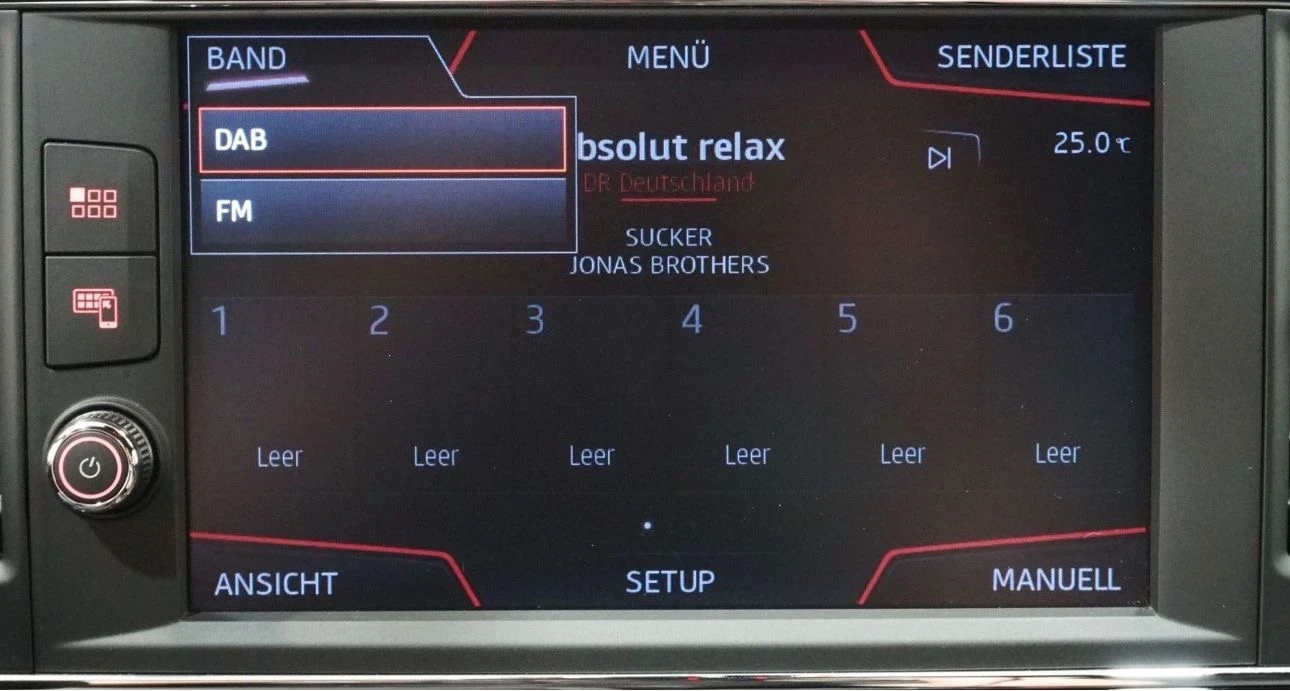 BAND
MENÜ
SENDERLISTE
DAB
bsolut relax
25.0 °C
DR Deutschland
FM
SUCKER
JONAS BROTHERS
1 2 3 4 5 6
Leer Leer Leer Leer Leer Leer
ANSICHT
SETUP
MANUELL